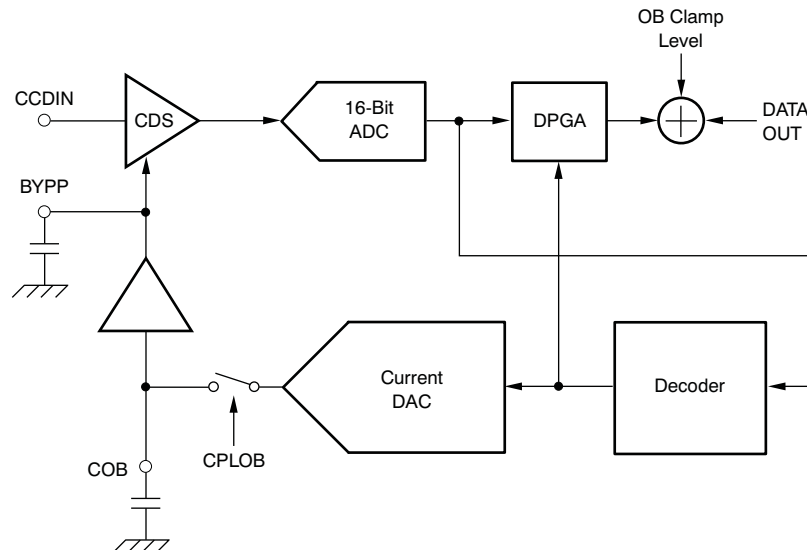 OB Clamp
Level
CCDIN
CDS
16-Bit
ADC
DPGA
DATA
OUT
BYPP
Current
DAC
Decoder
CPLOB
COB